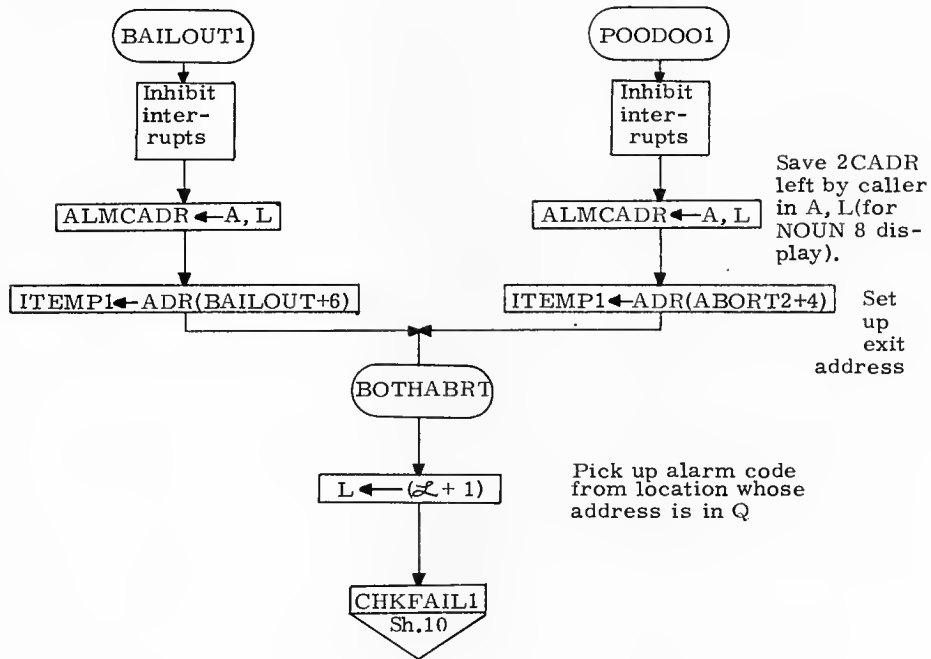 BAILOUT1
POODOO1
Inhibit
inter-
rupts
Inhibit
inter-
rupts
Save 2CADR
left by caller
in A, L(for
NOUN 8 dis-
play).
ALMCADR ← A, L
ALMCADR ← A, L
ITEMP1 ← ADR(BAILOUT+6)
ITEMP1 ← ADR(ABORT2+4)
Set
up
exit
address
BOTHABRT
L ← (ℒ + 1)
Pick up alarm code
from location whose
address is in Q
CHKFAIL1
Sh.10